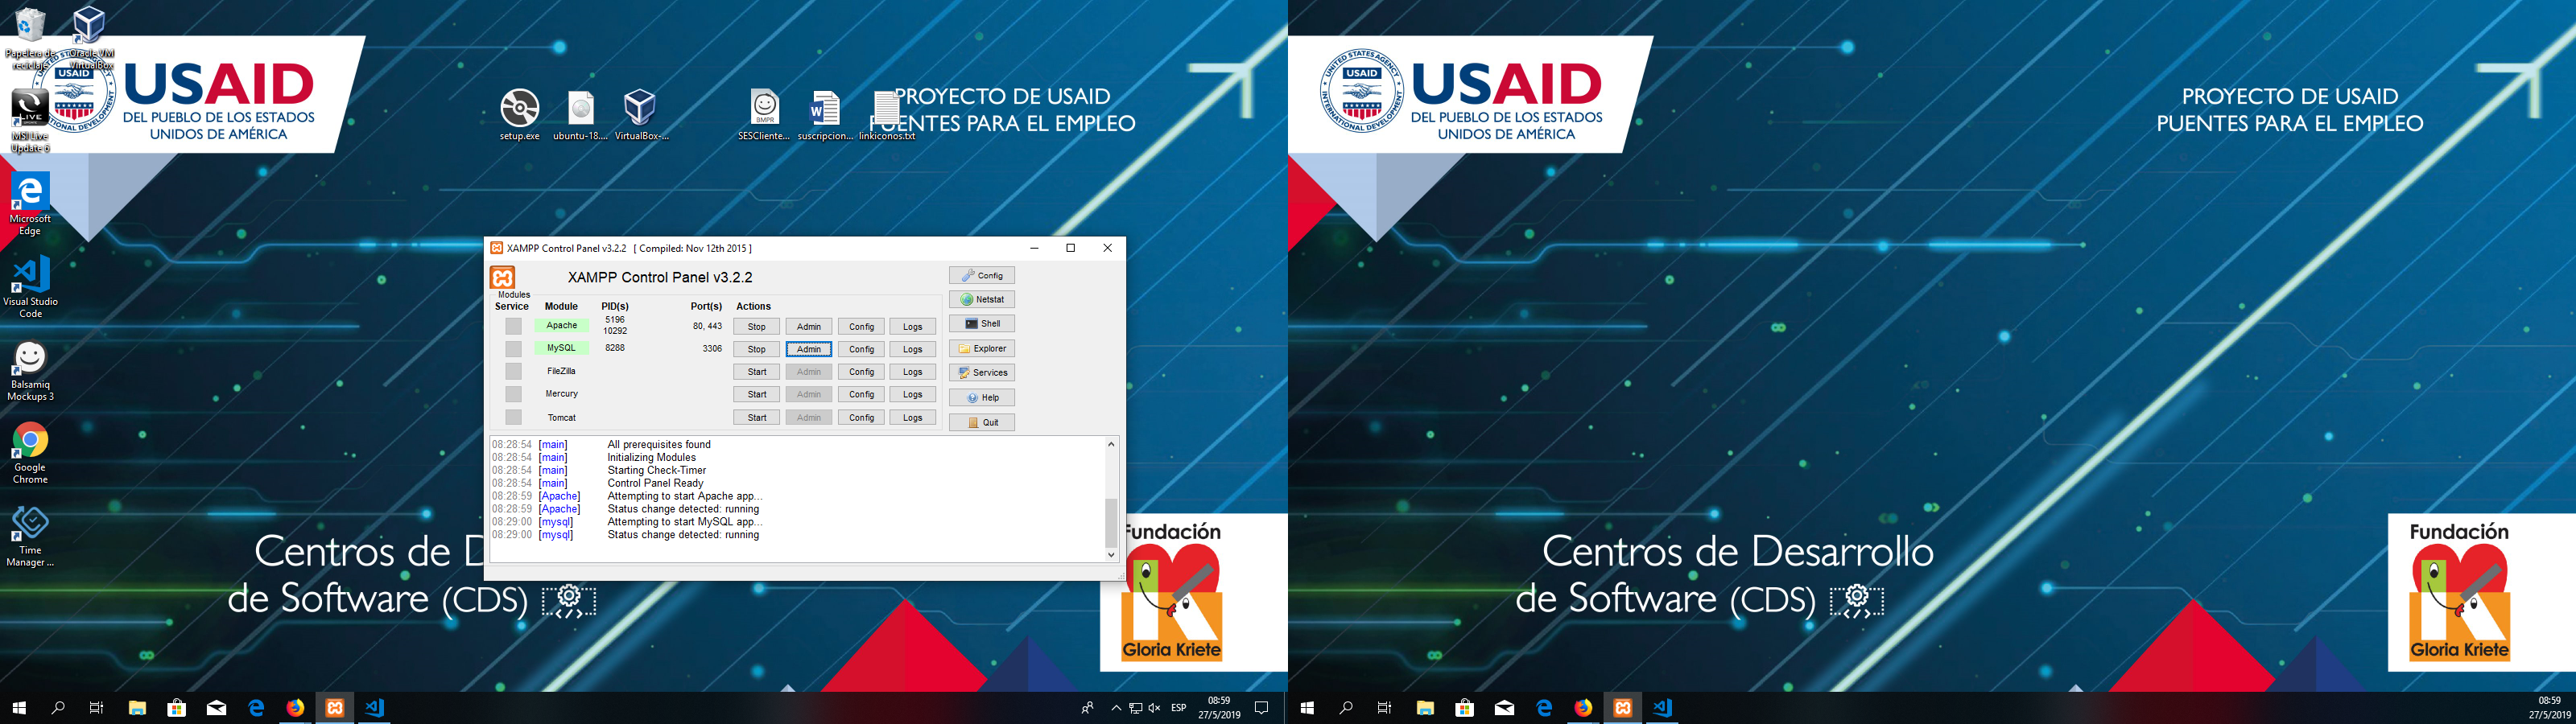 Papelera de
reciclaje
Oracle VM
VirtualBox
USAID
USAID
DEL PUEBLO DE LOS ESTADOS
UNIDOS DE AMÉRICA
MSI Live
Update 6
Microsoft
Edge
Visual Studio
Code
Balsamiq
Mockups 3
Google
Chrome
Time
Manager ...
setup.exe
ubuntu-18....
VirtualBox-...
BMPR
SESCliente...
suscripcion...
linkiconos.txt
PROYECTO DE USAID
PUENTES PARA EL EMPLEO
XAMPP Control Panel v3.2.2 [ Compiled: Nov 12th 2015 ]
XAMPP Control Panel v3.2.2
Modules
Service Module PID(s) Port(s) Actions
Apache 5196 10292 80, 443 Stop Admin Config Logs
MySQL 8288 3306 Stop Admin Config Logs
FileZilla Start Admin Config Logs
Mercury Start Admin Config Logs
Tomcat Start Admin Config Logs
Config
Netstat
Shell
Explorer
Services
Help
Quit
08:28:54 [main] All prerequisites found
08:28:54 [main] Initializing Modules
08:28:54 [main] Starting Check-Timer
08:28:54 [main] Control Panel Ready
08:28:59 [Apache] Attempting to start Apache app...
08:28:59 [Apache] Status change detected: running
08:29:00 [mysql] Attempting to start MySQL app...
08:29:00 [mysql] Status change detected: running
Centros de D
de Software (CDS)
Fundación
Gloria Kriete
ESP
08:59
27/5/2019
UNITED STATES AGENCY
INTERNATIONAL DEVELOPMENT
USAID
USAID
DEL PUEBLO DE LOS ESTADOS
UNIDOS DE AMÉRICA
PROYECTO DE USAID
PUENTES PARA EL EMPLEO
Centros de Desarrollo
de Software (CDS)
Fundación
Gloria Kriete
08:59
27/5/2019